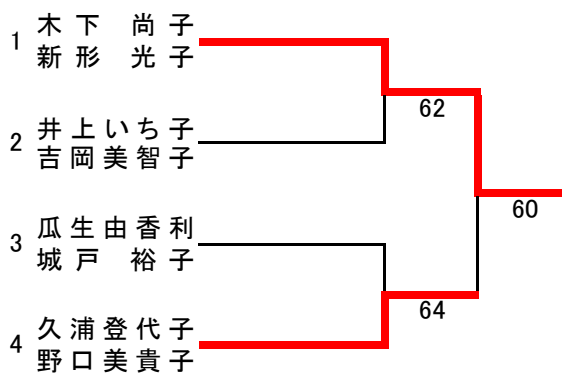 1 木下 尚子
新形 光子
62
2 井上いち子
吉岡美智子
60
3 瓜生由香利
城戸 裕子
64
4 久浦登代子
野口美貴子